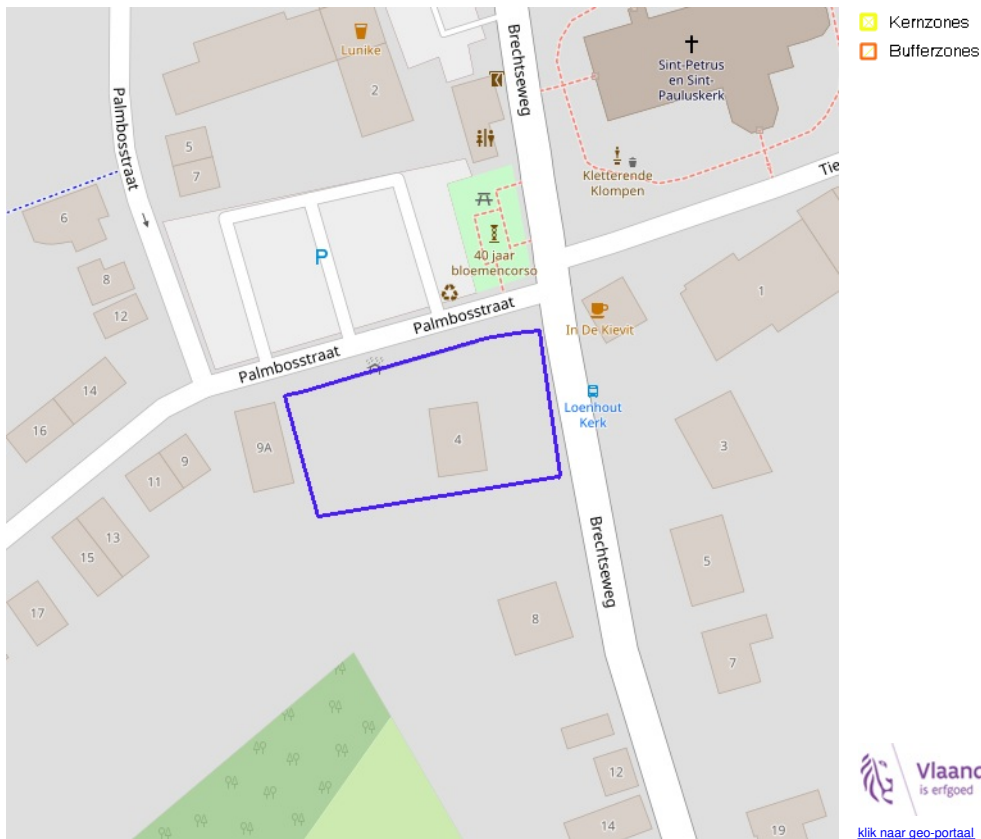 Kernzones
Bufferzones
Lunike
2
Brechtseweg
Sint-Petrus
en Sint-
Pauluskerk
Palmbosstraat
5
7
Kletterende
Klompen
Tie
6
P
40 jaar
bloemencorso
8
12
1
Palmbosstraat
In De Kievit
Palmbosstraat
14
16
Loenhout
Kerk
9A
4
3
9
11
13
15
5
Brechtseweg
17
8
7
12
14
19
Vlaand
is erfgoed
klik naar geo-portaal